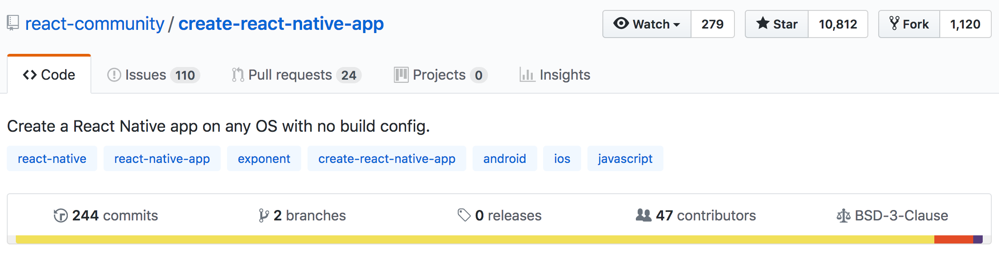 react-community / create-react-native-app Watch 279 Star 10,812 Fork 1,120
Code Issues 110 Pull requests 24 Projects 0 Insights
Create a React Native app on any OS with no build config.
react-native react-native-app exponent create-react-native-app android ios javascript
244 commits 2 branches 0 releases 47 contributors BSD-3-Clause